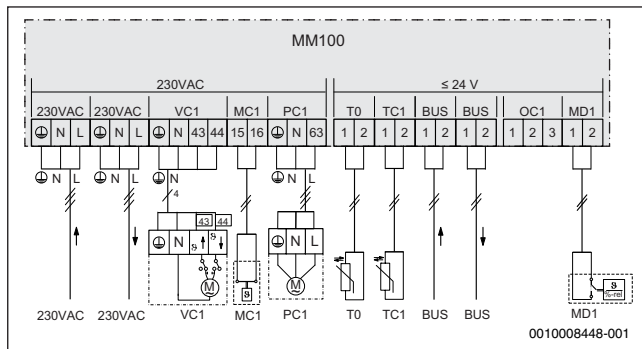 MM100
230VAC ≤ 24 V
230VAC 230VAC VC1 MC1 PC1 T0 TC1 BUS BUS OC1 MD1
N L N L N 43 44 15 16 N 63 1 2 1 2 1 2 1 2 1 2 3 1 2
N L N L N N L
4
43 44
N ϑ ϑ N L
M ϑ M ϑ
%-rel
230VAC 230VAC VC1 MC1 PC1 T0 TC1 BUS BUS MD1
0010008448-001